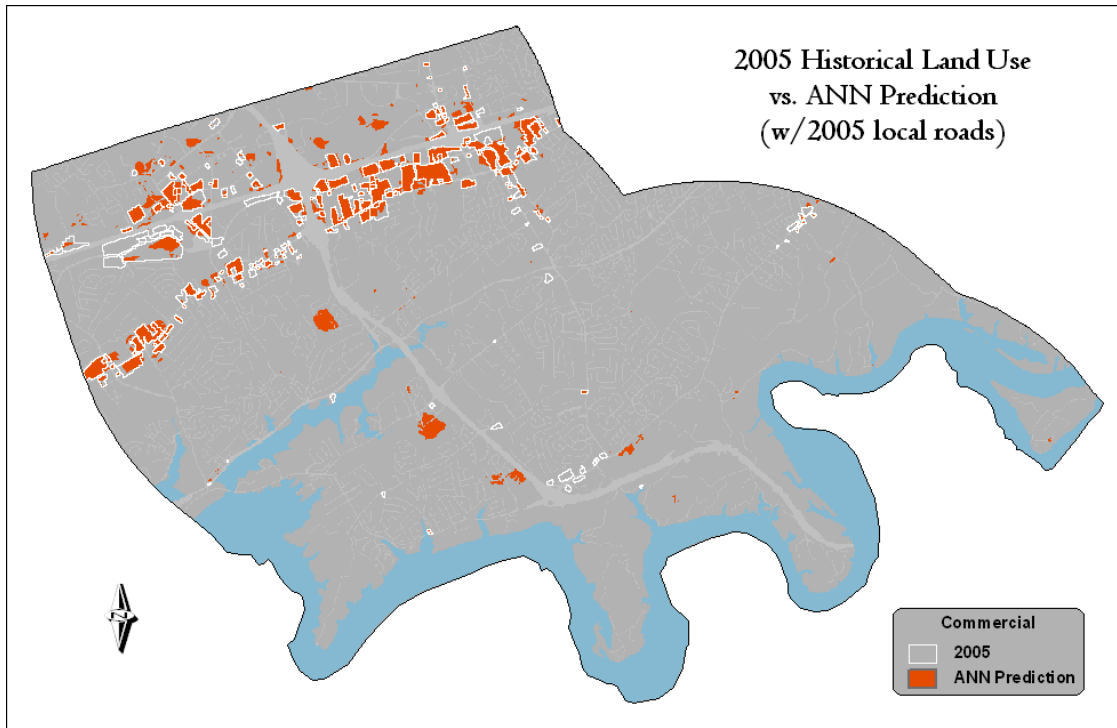 2005 Historical Land Use
vs. ANN Prediction
(w/2005 local roads)
N
Commercial
2005
ANN Prediction